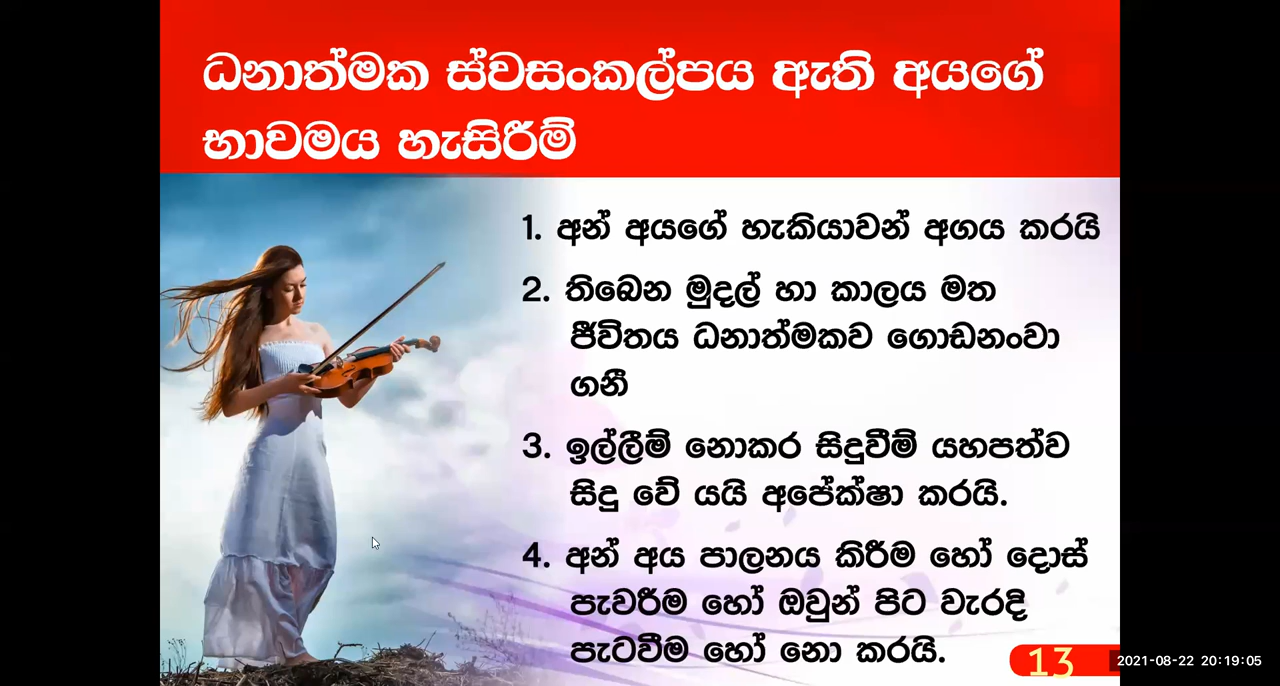 ධනාත්මක ස්වසංකල්පය ඇති අයගේ
භාවමය හැසිරීම්
1. අන් අයගේ හැකියාවන් අගය කරයි
2. තිබෙන මුදල් හා කාලය මත
ජීවිතය ධනාත්මකව ගොඩනංවා
ගනී
3. ඉල්ලීම් නොකර සිදුවීම් යහපත්ව
සිදු වේ යයි අපේක්ෂා කරයි.
4. අන් අය පාලනය කිරීම හෝ දොස්
පැවරීම හෝ ඔවුන් පිට වැරදි
පැටවීම හෝ නො කරයි.
13
2021-08-22 20:19:05